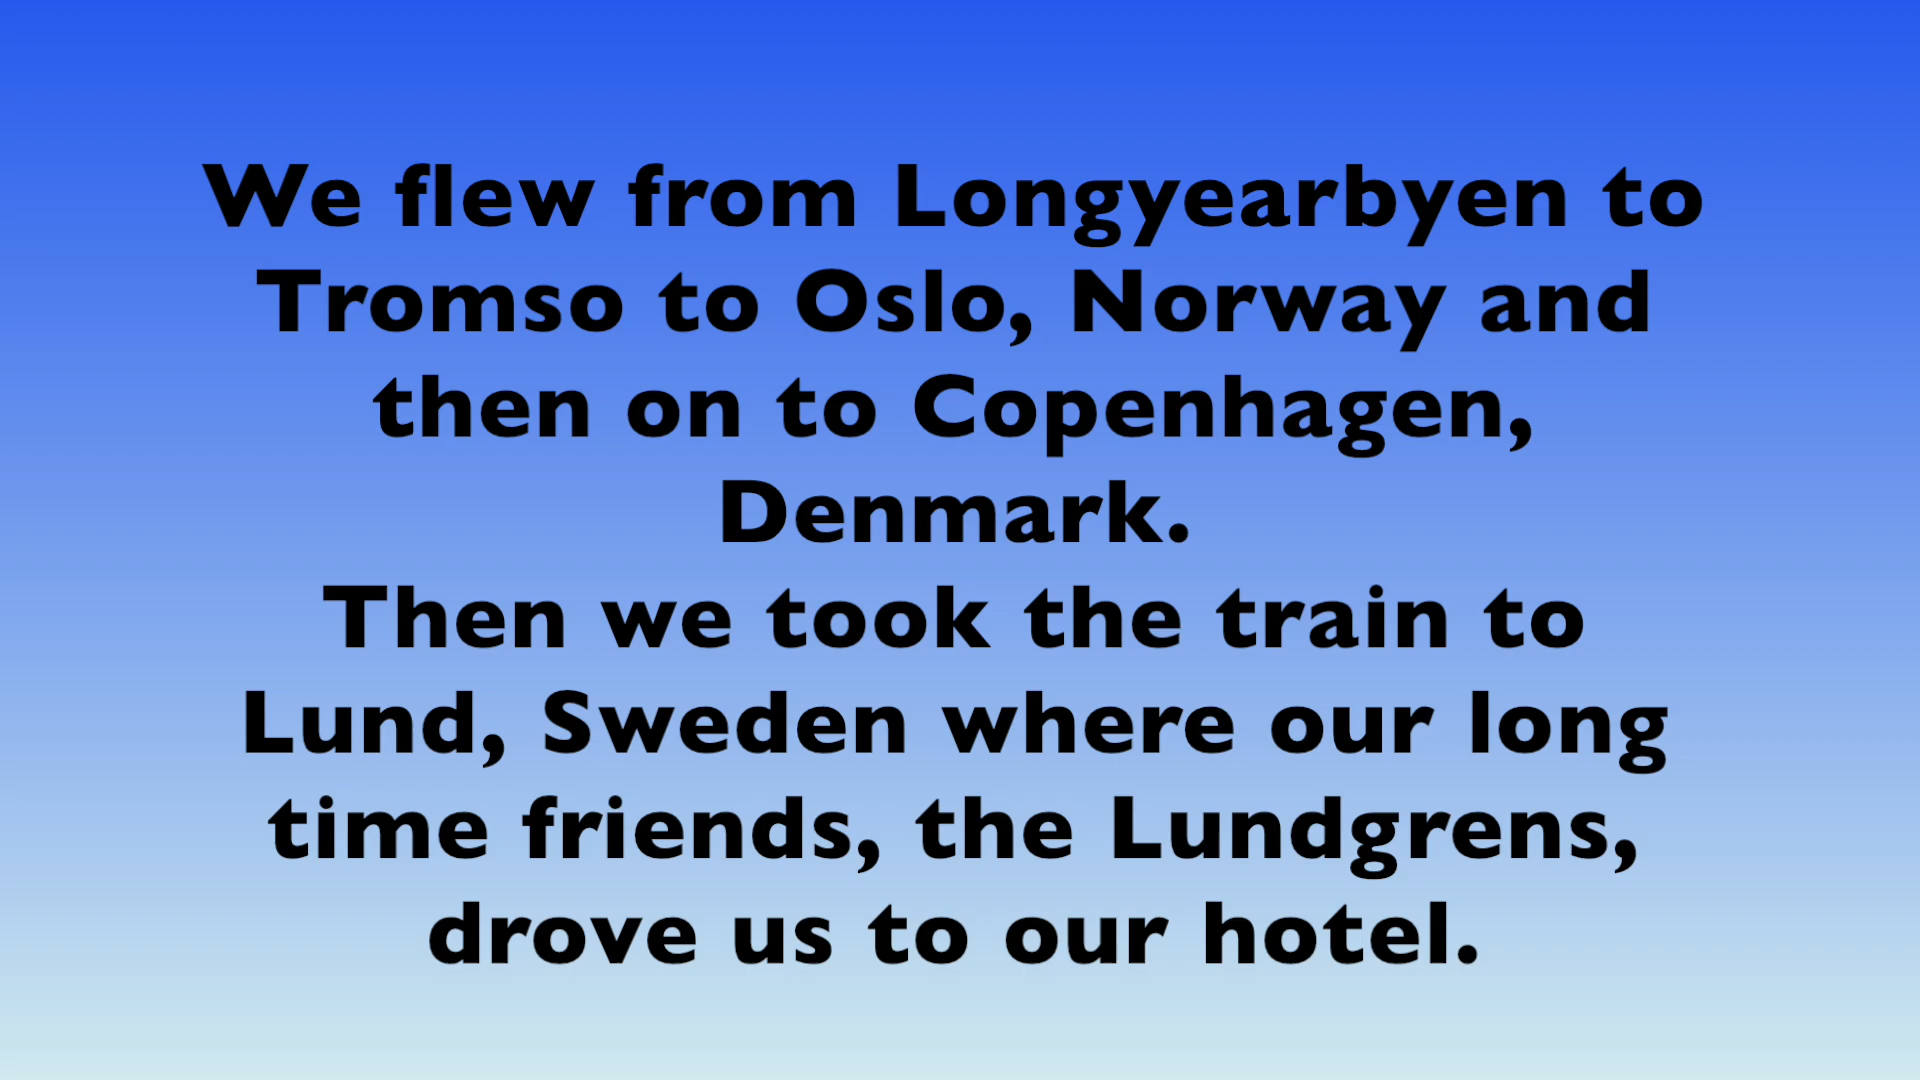 We flew from Longyearbyen to
Tromso to Oslo, Norway and
then on to Copenhagen,
Denmark.
Then we took the train to
Lund, Sweden where our long
time friends, the Lundgrens,
drove us to our hotel.